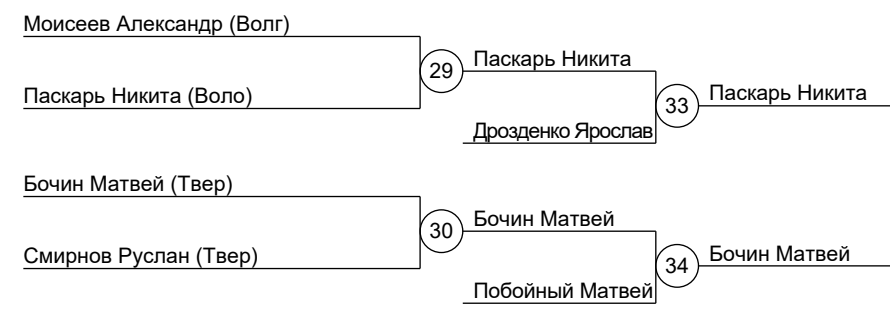 Моисеев Александр (Волг)
29
Паскарь Никита
Паскарь Никита (Воло)
33
Паскарь Никита
Дрозденко Ярослав
Бочин Матвей (Твер)
30
Бочин Матвей
Смирнов Руслан (Твер)
34
Бочин Матвей
Побойный Матвей